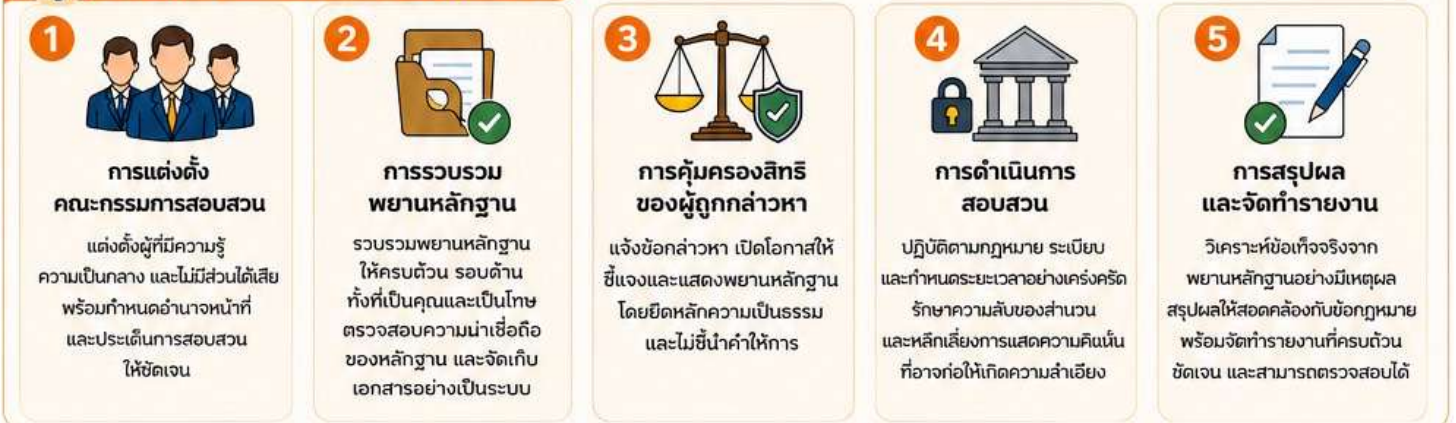 1
การแต่งตั้ง
คณะกรรมการสอบสวน
แต่งตั้งผู้ที่มีความรู้
ความเป็นกลาง และไม่มีส่วนได้เสีย
พร้อมกำหนดอำนาจหน้าที่
และประเด็นการสอบสวน
ให้ชัดเจน
2
การรวบรวม
พยานหลักฐาน
รวบรวมพยานหลักฐาน
ให้ครบต้วน รอบด้าน
ทั้งที่เป็นคุณและเป็นโทษ
ตรวจสอบความน่าเชื่อถือ
ของหลักฐาน และจัดเก็บ
เอกสารอย่างเป็นระบบ
3
การคุ้มครองสิทธิ
ของผู้ถูกกล่าวหา
แจ้งข้อกล่าวหา เปิดโอกาสให้
ชี้แจงและแสดงพยานหลักฐาน
โดยยึดหลักความเป็นธรรม
และไม่ชี้นำคำให้การ
4
การดำเนินการ
สอบสวน
ปฏิบัติตามกฎหมาย ระเบียบ
และกำหนดระยะเวลาอย่างเคร่งครัด
รักษาความลับของสำนวน
และหลีกเลี่ยงการแสดความคิดเห็น
ที่อาจก่อให้เกิดความลำเอียง
5
การสรุปผล
และจัดทำรายงาน
วิเคราะห์ข้อเท็จจริงจาก
พยานหลักฐานอย่างมีเหตุผล
สรุปผลให้สอดคล้องกับข้อกฎหมาย
พร้อมจัดทำรายงานที่ครบถ้วน
ชัดเจน และสามารถตรวจสอบได้